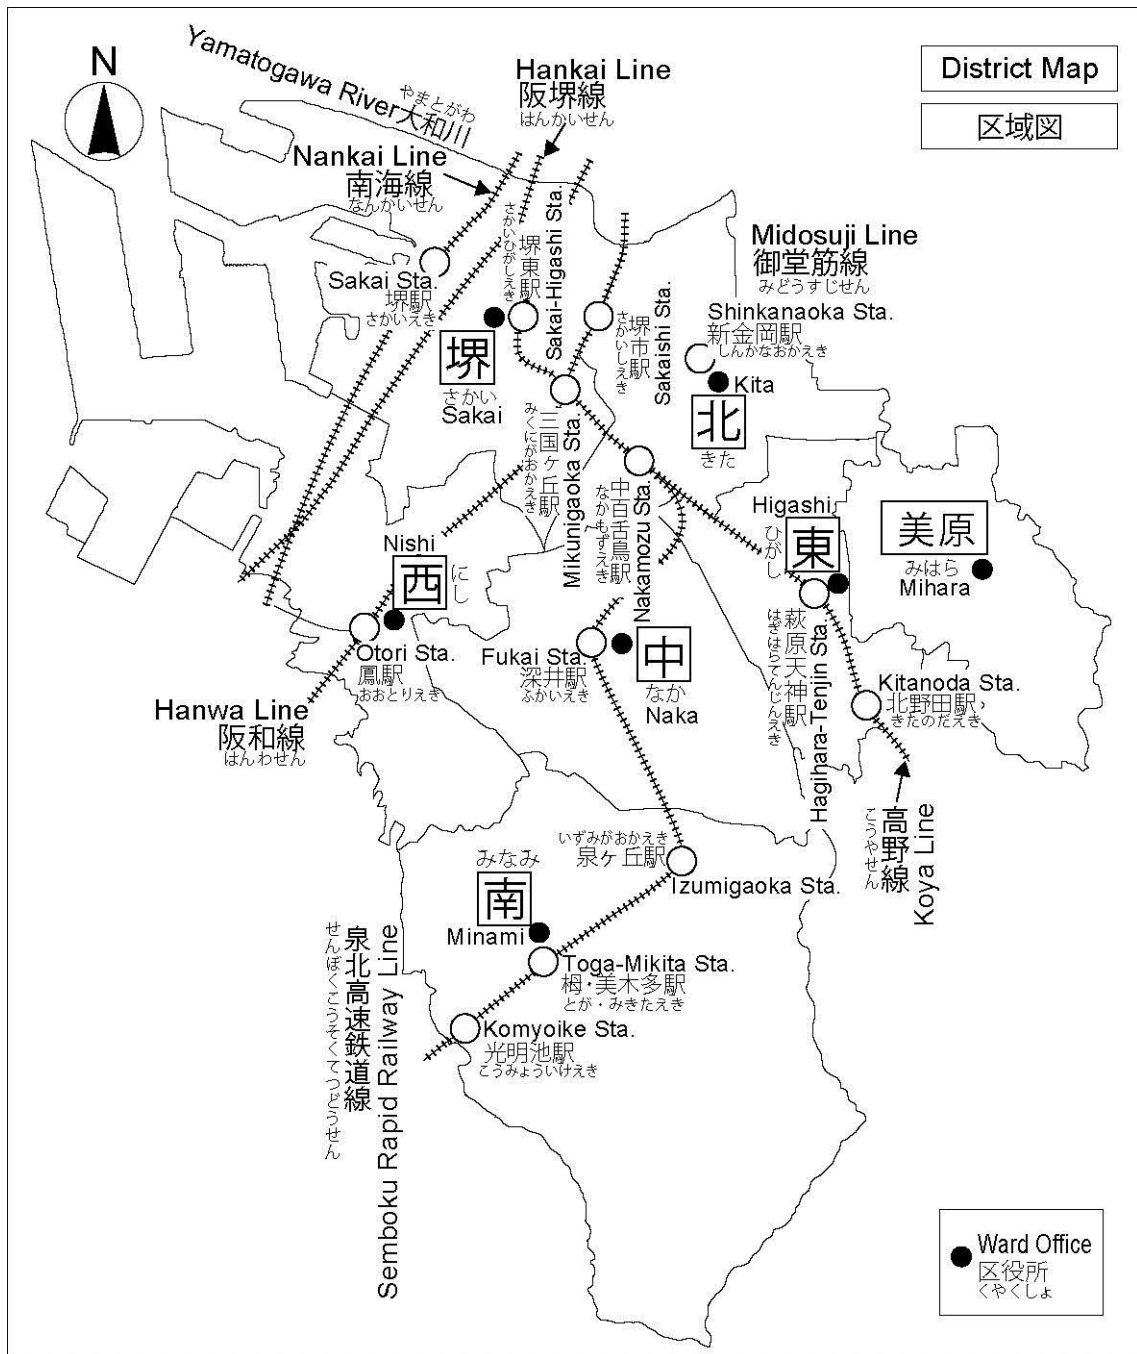 N
Yamatogawa River大和川
やまとがわ
Hankai Line
阪堺線
はんかいせん
District Map
区域図
Nankai Line
南海線
なんかいせん
Sakai Sta.
堺駅
さかいえき
さかいひがしえき
堺東駅
Sakai-Higashi Sta.
さかいしえき
堺市駅
Sakaishi Sta.
Midosuji Line
御堂筋線
みどうすじせん
Shinkanaoka Sta.
新金岡駅
しんかなおかえき
堺
さかい
Sakai
Kita
北
きた
みくにがおかえき
三国ヶ丘駅
Mikunigaoka Sta.
なかもずえき
中百舌鳥駅
Nakamozu Sta.
Higashi
ひがし
東
美原
みはら
Mihara
Nishi
西
にし
Otori Sta.
鳳駅
おおとりえき
Fukai Sta.
深井駅
ふかいえき
中
なか
Naka
はぎはらてんじんえき
萩原天神駅
Hagihara-Tenjin Sta.
Kitanoda Sta.
北野田駅
きたのだえき
Hanwa Line
阪和線
はんわせん
こうやせん
高野線
Koya Line
いずみがおかえき
泉ヶ丘駅
Izumigaoka Sta.
みなみ
南
Minami
Toga-Mikita Sta.
栂・美木多駅
とが・みきたえき
Komyoike Sta.
光明池駅
こうみょういけえき
せんぼくこうそくてつどうせん
泉北高速鉄道線
Semboku Rapid Railway Line
Ward Office
区役所
くやくしょ